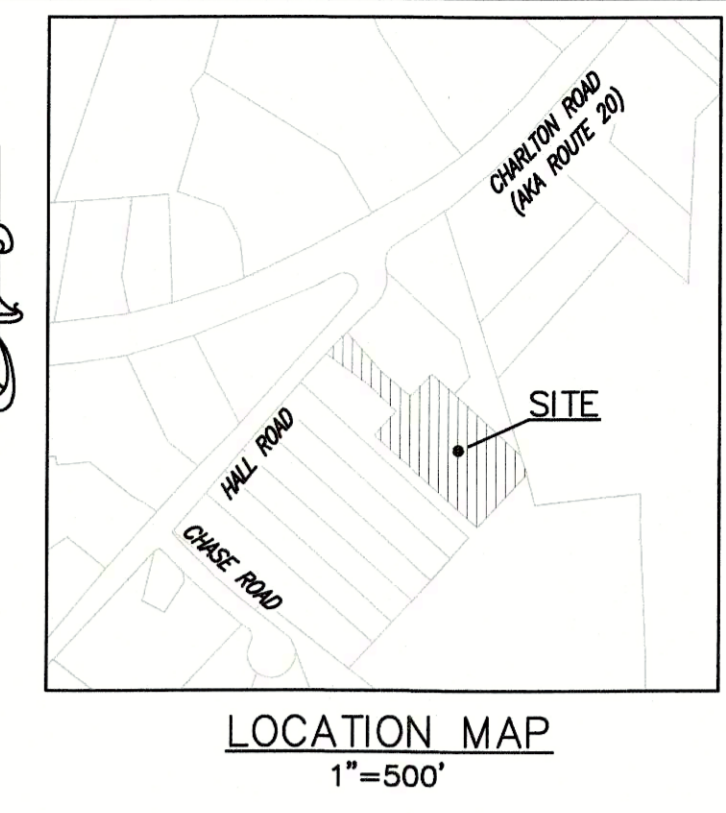 CHARLTON ROAD
(AKA ROUTE 20)
SITE
HALL ROAD
CHASE ROAD
LOCATION MAP
1"=500'